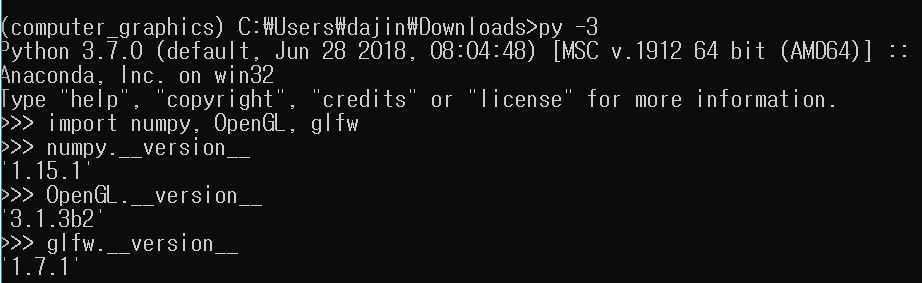 (computer_graphics) C:₩Users₩dajin₩Downloads>py -3
Python 3.7.0 (default, Jun 28 2018, 08:04:48) [MSC v.1912 64 bit (AMD64)] ::
Anaconda, Inc. on win32
Type "help", "copyright", "credits" or "license" for more information.
>>> import numpy, OpenGL, glfw
>>> numpy.__version__
'1.15.1'
>>> OpenGL.__version__
'3.1.3b2'
>>> glfw.__version__
'1.7.1'